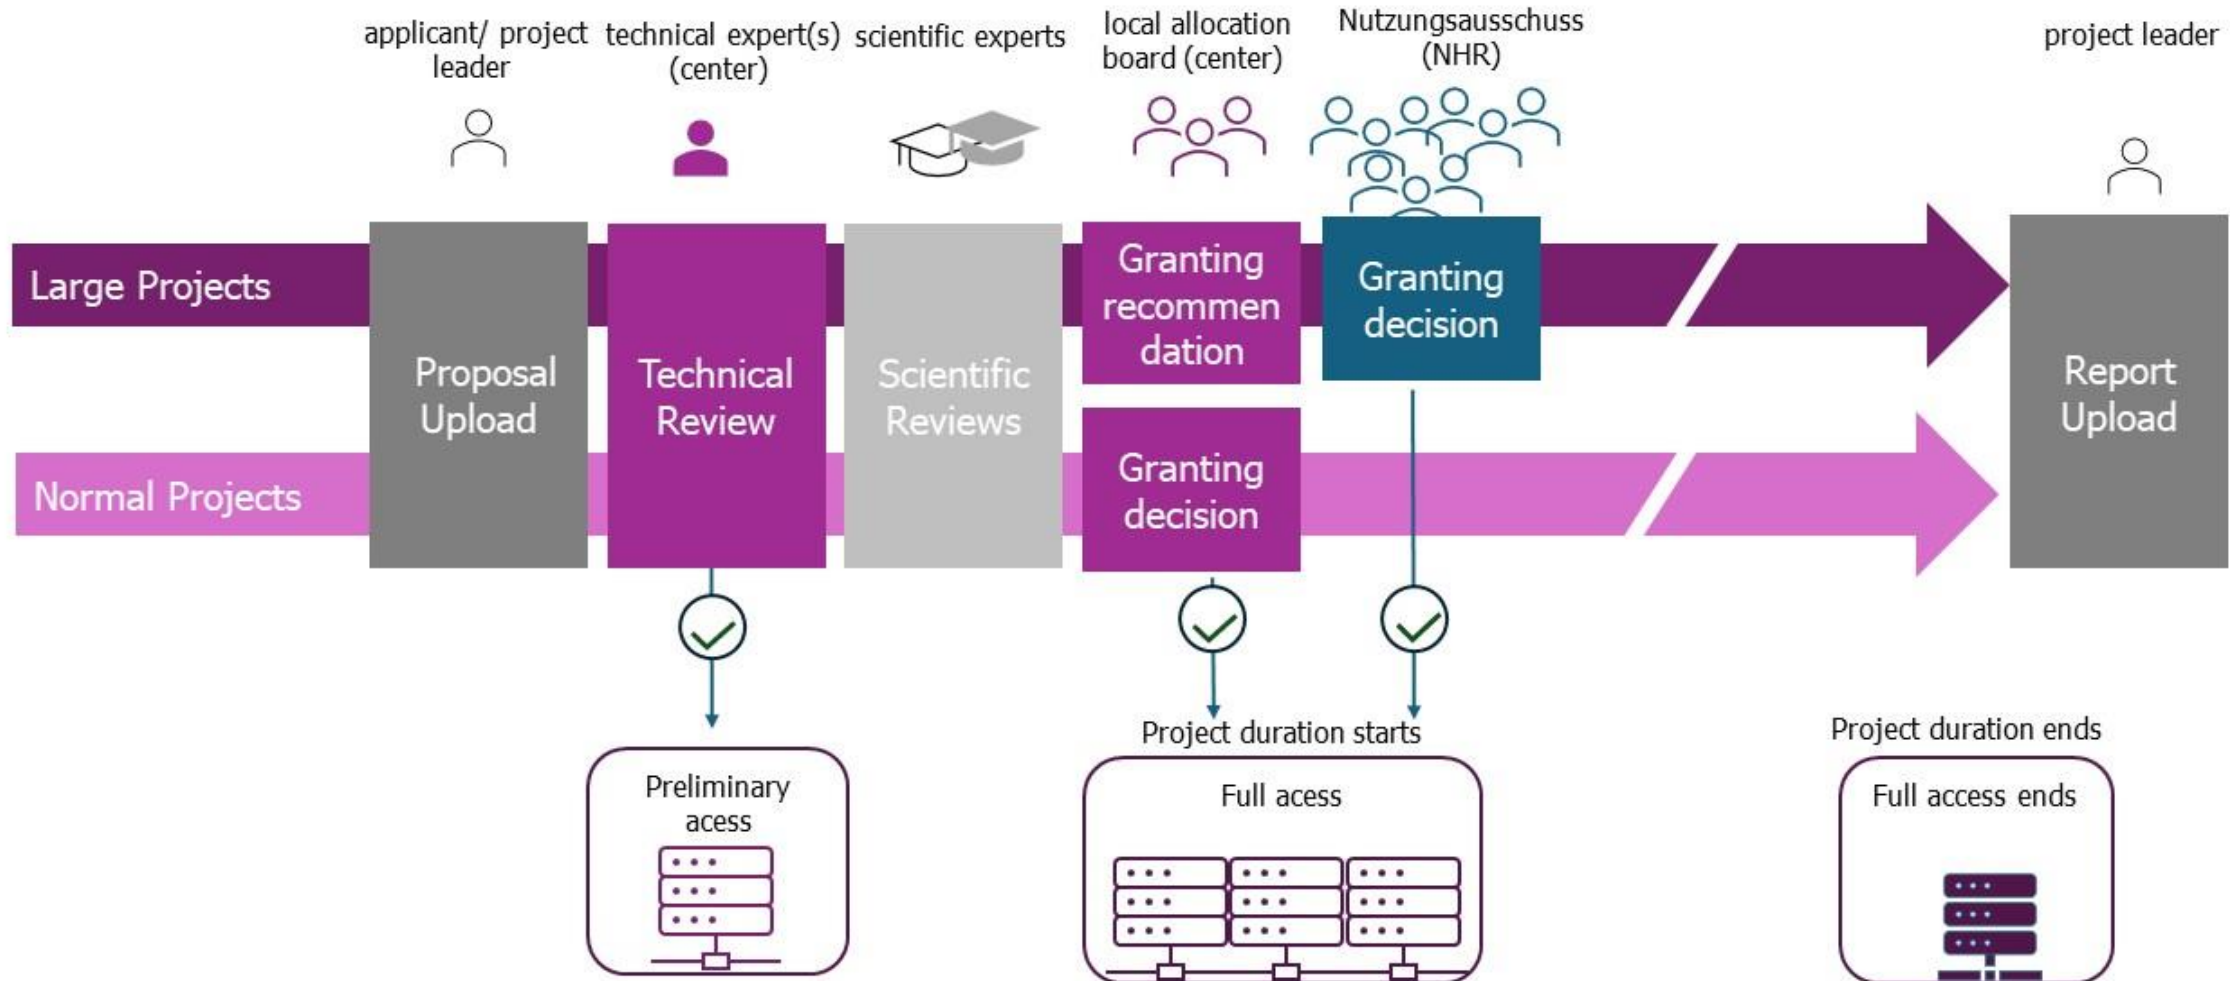 applicant/ project
leader
technical expert(s)
(center)
scientific experts
local allocation
board (center)
Nutzungsausschuss
(NHR)
project leader
Large Projects
Normal Projects
Proposal
Upload
Technical
Review
Scientific
Reviews
Granting
recommen
dation
Granting
decision
Granting
decision
Report
Upload
Preliminary
acess
Project duration starts
Full acess
Project duration ends
Full access ends